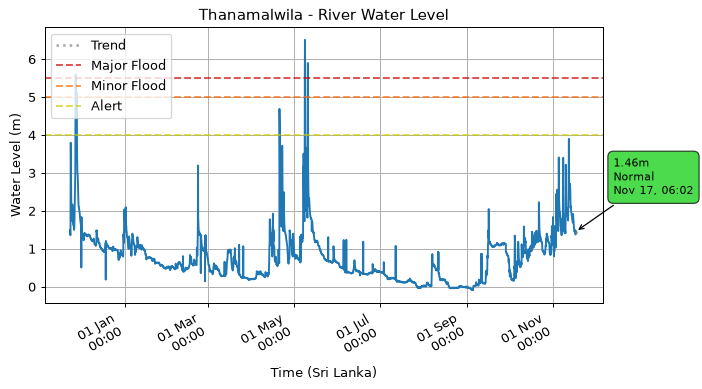 Thanamalwila - River Water Level
Trend
Major Flood
Minor Flood
Alert
Water Level (m)
6
5
4
3
2
1
0
1.46m
Normal
Nov 17, 06:02
01 Jan
00:00
01 Mar
00:00
01 May
00:00
01 Jul
00:00
01 Sep
00:00
01 Nov
00:00
Time (Sri Lanka)